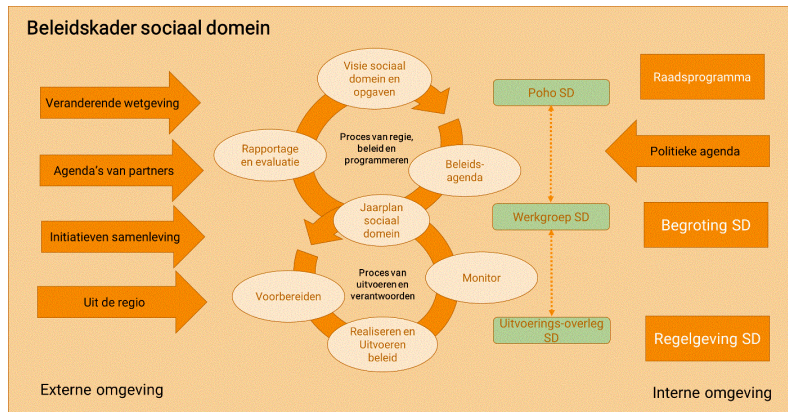 Beleidskader sociaal domein
Veranderende wetgeving
Agenda's van partners
Initiatieven samenleving
Uit de regio
Externe omgeving
Visie sociaal
domein en
opgaven
Proces van regie,
beleid en
programmeren
Rapportage
en evaluatie
Beleids-
agenda
Jaarplan
sociaal
domein
Proces van
uitvoeren en
verantwoorden
Voorbereiden
Monitor
Realiseren en
Uitvoeren
beleid
Poho SD
Werkgroep SD
Uitvoerings-overleg
SD
Raadsprogramma
Politieke agenda
Begroting SD
Regelgeving SD
Interne omgeving